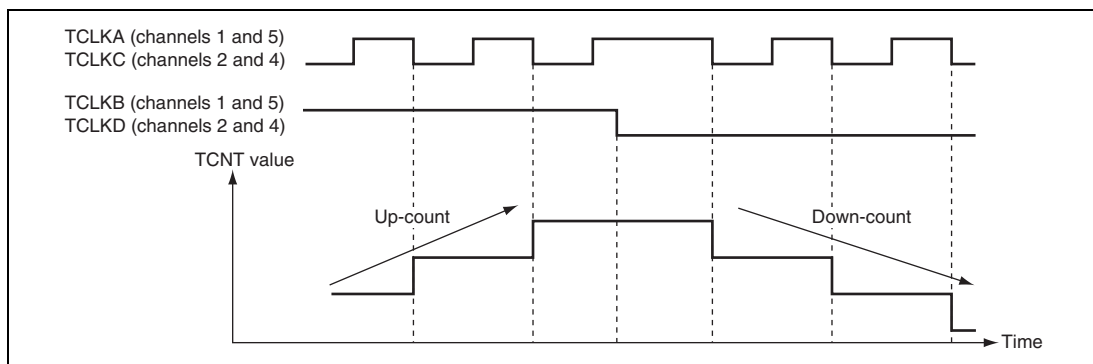 TCLKA (channels 1 and 5)
TCLKC (channels 2 and 4)
TCLKB (channels 1 and 5)
TCLKD (channels 2 and 4)
TCNT value
Up-count
Down-count
Time